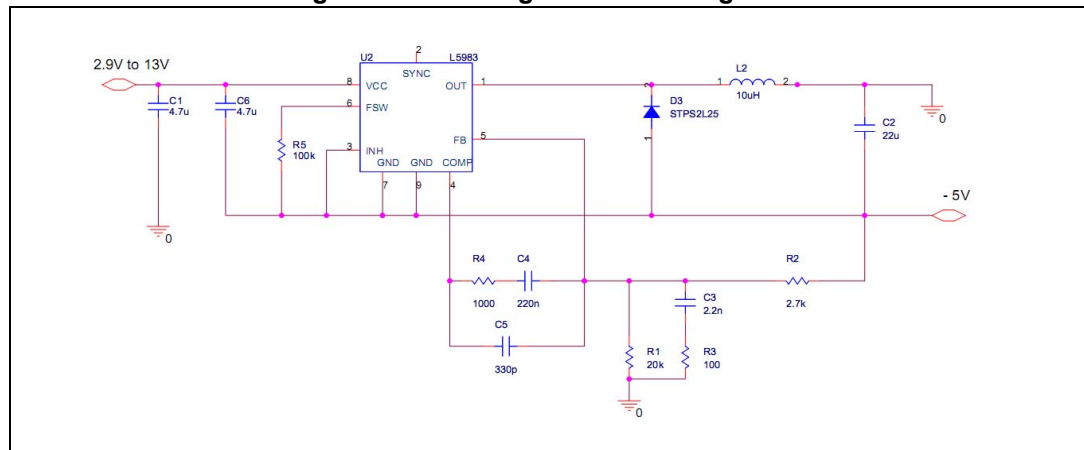 2.9V to 13V
C1
4.7u
0
C6
4.7u
R5
100k
U2
L5983
2
SYNC
8
VCC
6
FSW
3
INH
OUT
1
FB
5
GND
7
GND
9
COMP
4
2
D3
STPS2L25
1
L2
1
2
10uH
0
C2
22u
- 5V
R4
1000
C4
220n
C5
330p
R2
2.7k
C3
2.2n
R1
20k
R3
100
0